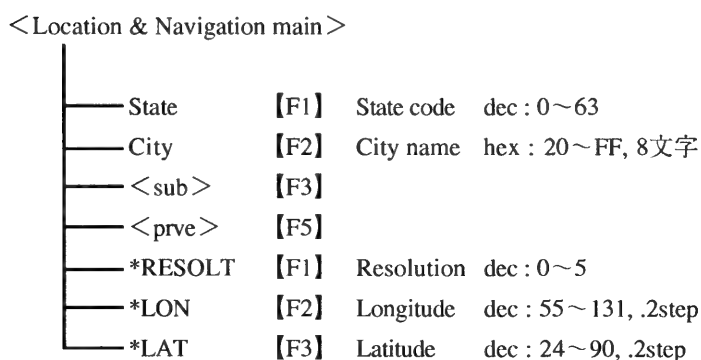 ＜Location & Navigation main＞
State 【F1】 State code dec : 0～63
City 【F2】 City name hex : 20～FF, 8文字
＜sub＞ 【F3】
＜prve＞ 【F5】
*RESOLT 【F1】 Resolution dec : 0～5
*LON 【F2】 Longitude dec : 55～131, .2step
*LAT 【F3】 Latitude dec : 24～90, .2step